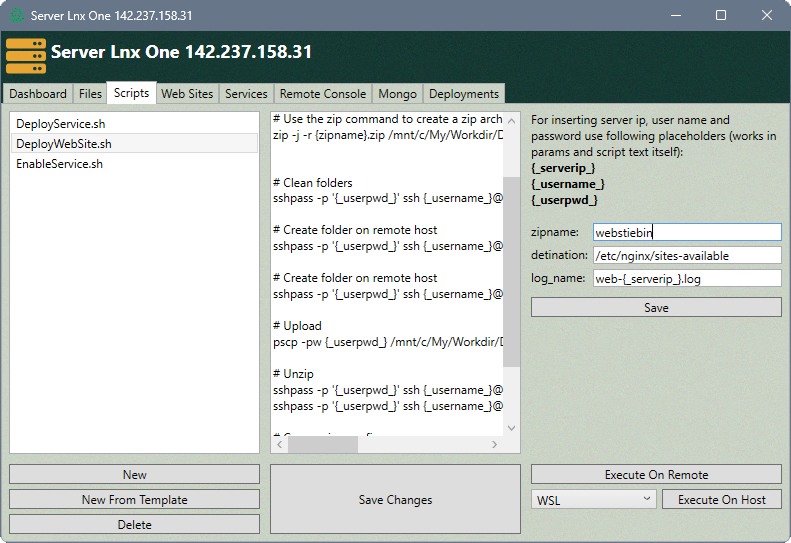 Server Lnx One 142.237.158.31
Server Lnx One 142.237.158.31
Dashboard Files Scripts Web Sites Services Remote Console Mongo Deployments
DeployService.sh
DeployWebSite.sh
EnableService.sh
# Use the zip command to create a zip arch
zip -j -r {zipname}.zip /mnt/c/My/Workdir/D
# Clean folders
sshpass -p '{_userpwd_}' ssh {_username_}@
# Create folder on remote host
sshpass -p '{_userpwd_}' ssh {_username_}@
# Create folder on remote host
sshpass -p '{_userpwd_}' ssh {_username_}@
# Upload
pscp -pw {_userpwd_} /mnt/c/My/Workdir/D
# Unzip
sshpass -p '{_userpwd_}' ssh {_username_}@
sshpass -p '{_userpwd_}' ssh {_username_}@
For inserting server ip, user name and
password use following placeholders (works in
params and script text itself):
{_serverip_}
{_username_}
{_userpwd_}
zipname: webstiebin
detination: /etc/nginx/sites-available
log_name: web-{_serverip_}.log
Save
New
New From Template
Delete
Save Changes
Execute On Remote
WSL
Execute On Host